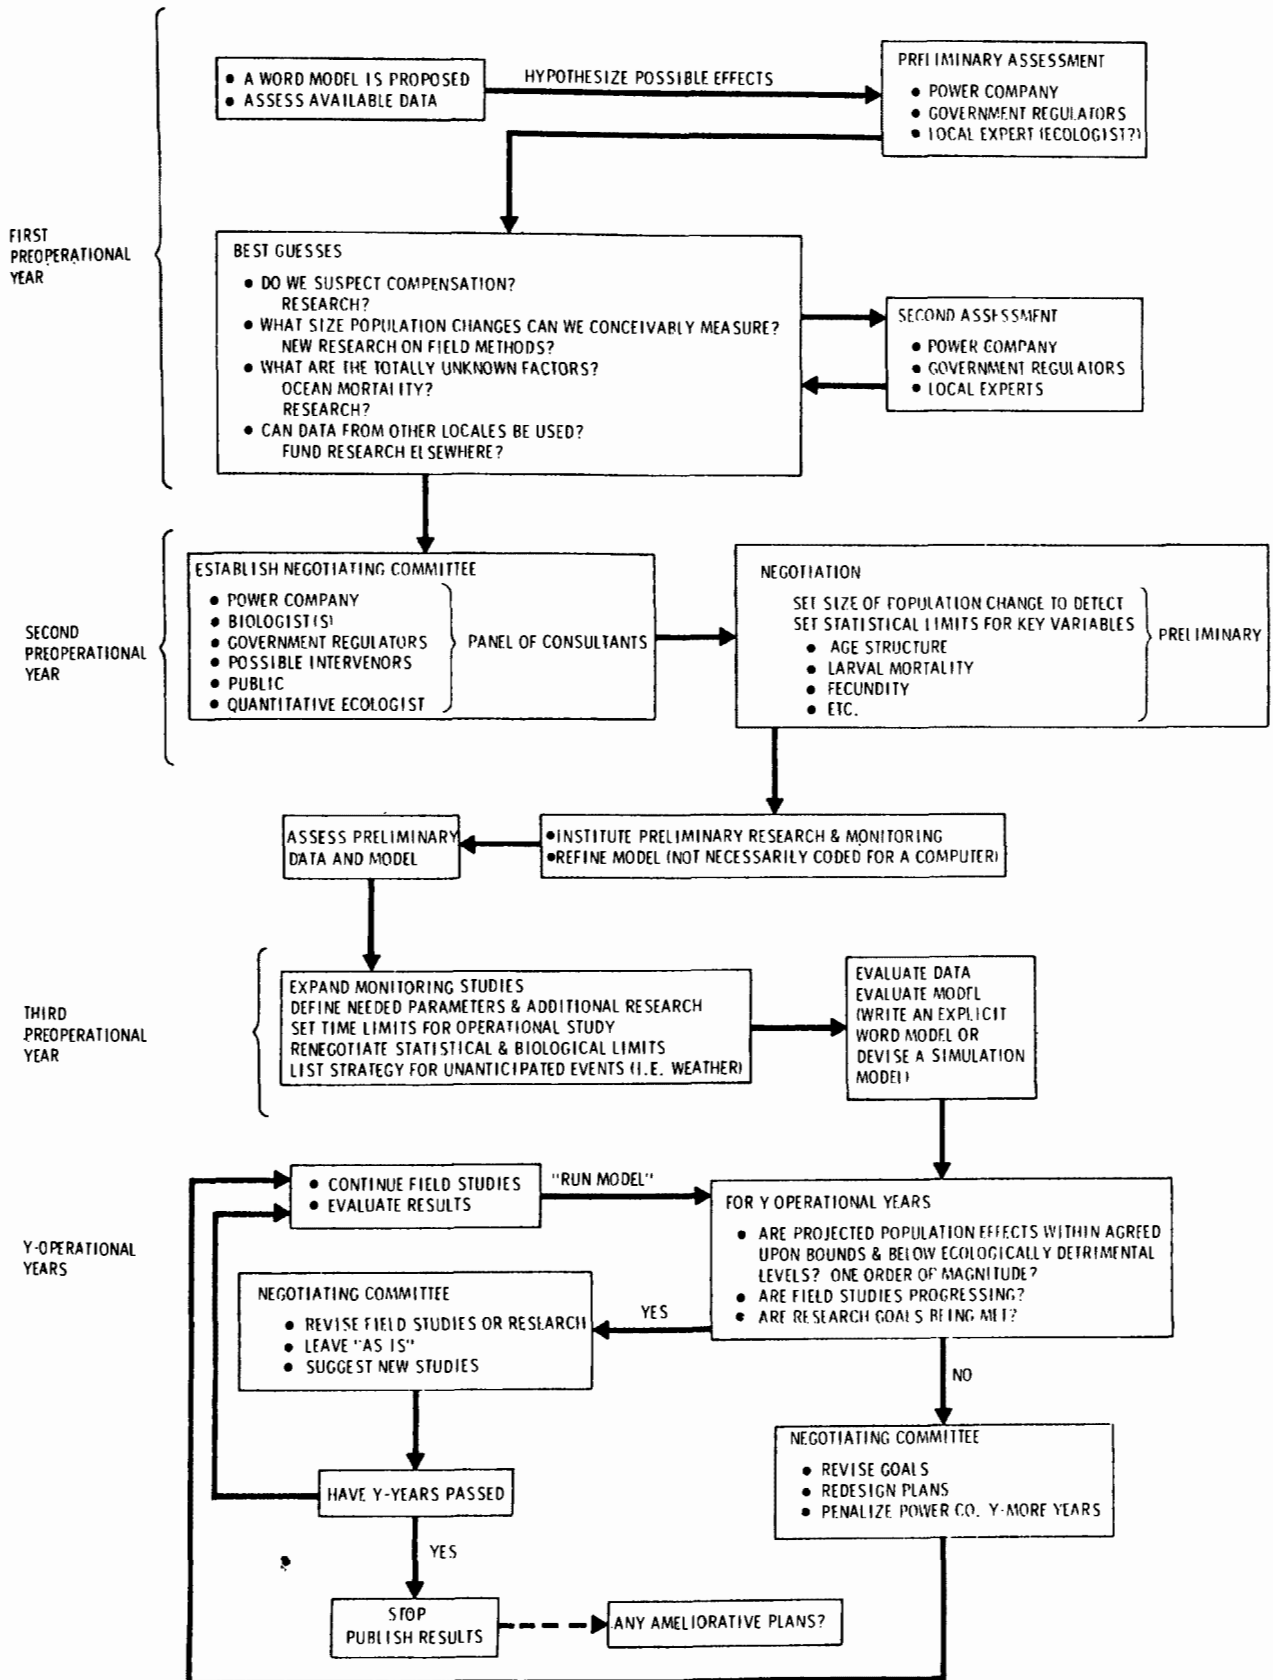 FIRST
PREOPERATIONAL
YEAR
• A WORD MODEL IS PROPOSED
• ASSESS AVAILABLE DATA
HYPOTHESIZE POSSIBLE EFFECTS
PRELIMINARY ASSESSMENT
• POWER COMPANY
• GOVERNMENT REGULATORS
• LOCAL EXPERT (ECOLOGIST?)
BEST GUESSES
• DO WE SUSPECT COMPENSATION?
RESEARCH?
• WHAT SIZE POPULATION CHANGES CAN WE CONCEIVABLY MEASURE?
NEW RESEARCH ON FIELD METHODS?
• WHAT ARE THE TOTALLY UNKNOWN FACTORS?
OCEAN MORTALITY?
RESEARCH?
• CAN DATA FROM OTHER LOCALES BE USED?
FUND RESEARCH ELSEWHERE?
SECOND ASSESSMENT
• POWER COMPANY
• GOVERNMENT REGULATORS
• LOCAL EXPERTS
SECOND
PREOPERATIONAL
YEAR
ESTABLISH NEGOTIATING COMMITTEE
• POWER COMPANY
• BIOLOGIST(S)
• GOVERNMENT REGULATORS
• POSSIBLE INTERVENORS
• PUBLIC
• QUANTITATIVE ECOLOGIST
PANEL OF CONSULTANTS
NEGOTIATION
SET SIZE OF POPULATION CHANGE TO DETECT
SET STATISTICAL LIMITS FOR KEY VARIABLES
• AGE STRUCTURE
• LARVAL MORTALITY
• FECUNDITY
• ETC.
PRELIMINARY
• INSTITUTE PRELIMINARY RESEARCH & MONITORING
• REFINE MODEL (NOT NECESSARILY CODED FOR A COMPUTER)
ASSESS PRELIMINARY
DATA AND MODEL
THIRD
PREOPERATIONAL
YEAR
EXPAND MONITORING STUDIES
DEFINE NEEDED PARAMETERS & ADDITIONAL RESEARCH
SET TIME LIMITS FOR OPERATIONAL STUDY
RENEGOTIATE STATISTICAL & BIOLOGICAL LIMITS
LIST STRATEGY FOR UNANTICIPATED EVENTS (I.E. WEATHER)
EVALUATE DATA
EVALUATE MODEL
(WRITE AN EXPLICIT
WORD MODEL OR
DEVISE A SIMULATION
MODEL)
Y-OPERATIONAL
YEARS
• CONTINUE FIELD STUDIES
• EVALUATE RESULTS
"RUN MODEL"
FOR Y OPERATIONAL YEARS
• ARE PROJECTED POPULATION EFFECTS WITHIN AGREED
UPON BOUNDS & BELOW ECOLOGICALLY DETRIMENTAL
LEVELS? ONE ORDER OF MAGNITUDE?
• ARE FIELD STUDIES PROGRESSING?
• ARE RESEARCH GOALS BEING MET?
YES
NEGOTIATING COMMITTEE
• REVISE FIELD STUDIES OR RESEARCH
• LEAVE "AS IS"
• SUGGEST NEW STUDIES
NO
NEGOTIATING COMMITTEE
• REVISE GOALS
• REDESIGN PLANS
• PENALIZE POWER CO. Y-MORE YEARS
HAVE Y-YEARS PASSED
YES
STOP
PUBLISH RESULTS
ANY AMELIORATIVE PLANS?